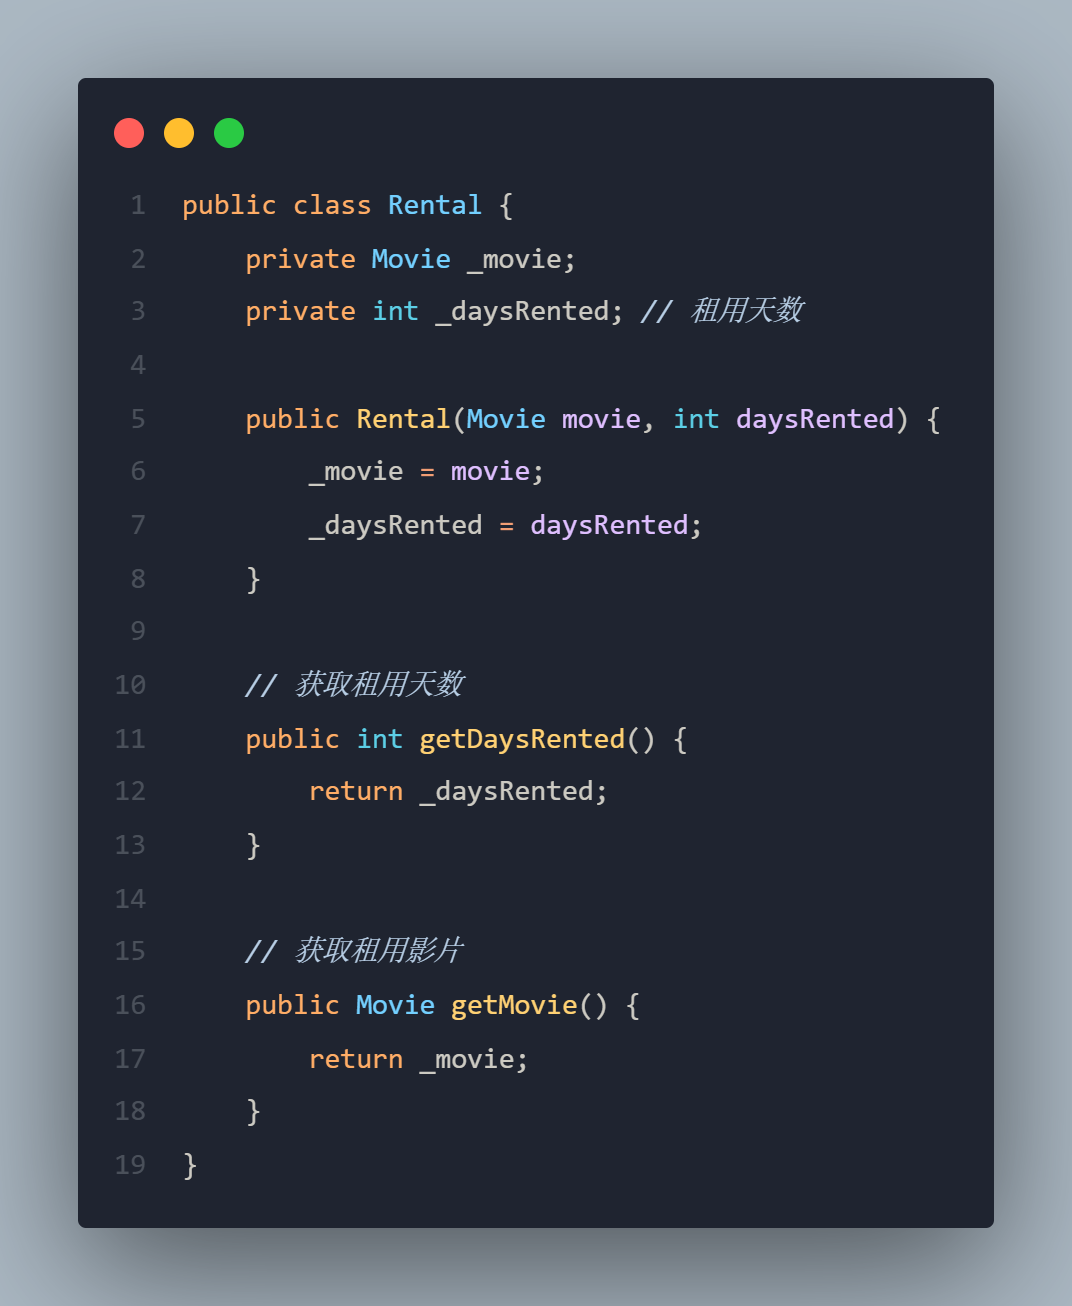 1 public class Rental {
2     private Movie _movie;
3     private int _daysRented; // 租用天数
4
5     public Rental(Movie movie, int daysRented) {
6         _movie = movie;
7         _daysRented = daysRented;
8     }
9
10     // 获取租用天数
11     public int getDaysRented() {
12         return _daysRented;
13     }
14
15     // 获取租用影片
16     public Movie getMovie() {
17         return _movie;
18     }
19 }